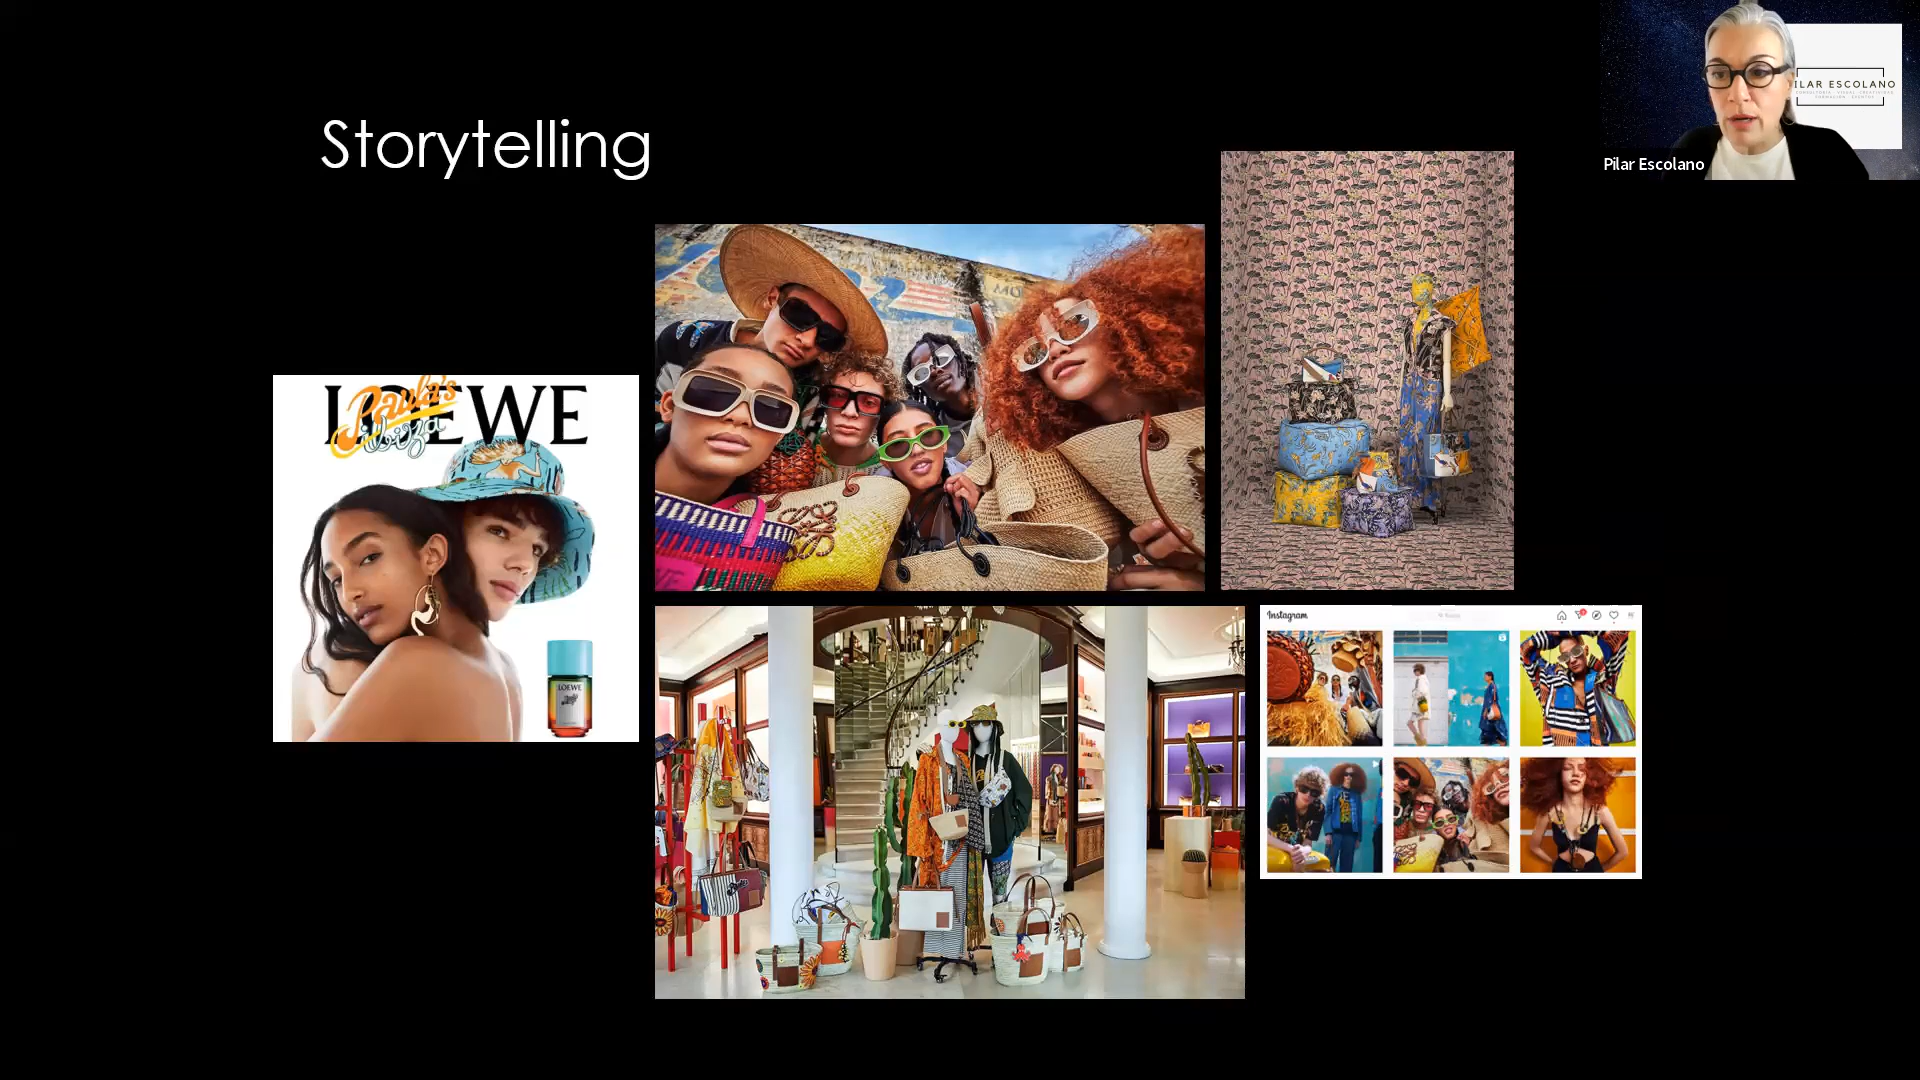 Storytelling
PILAR ESCOLANO
Pilar Escolano
LOEWE
Paula's
Ibiza
LOEWE
Instagram